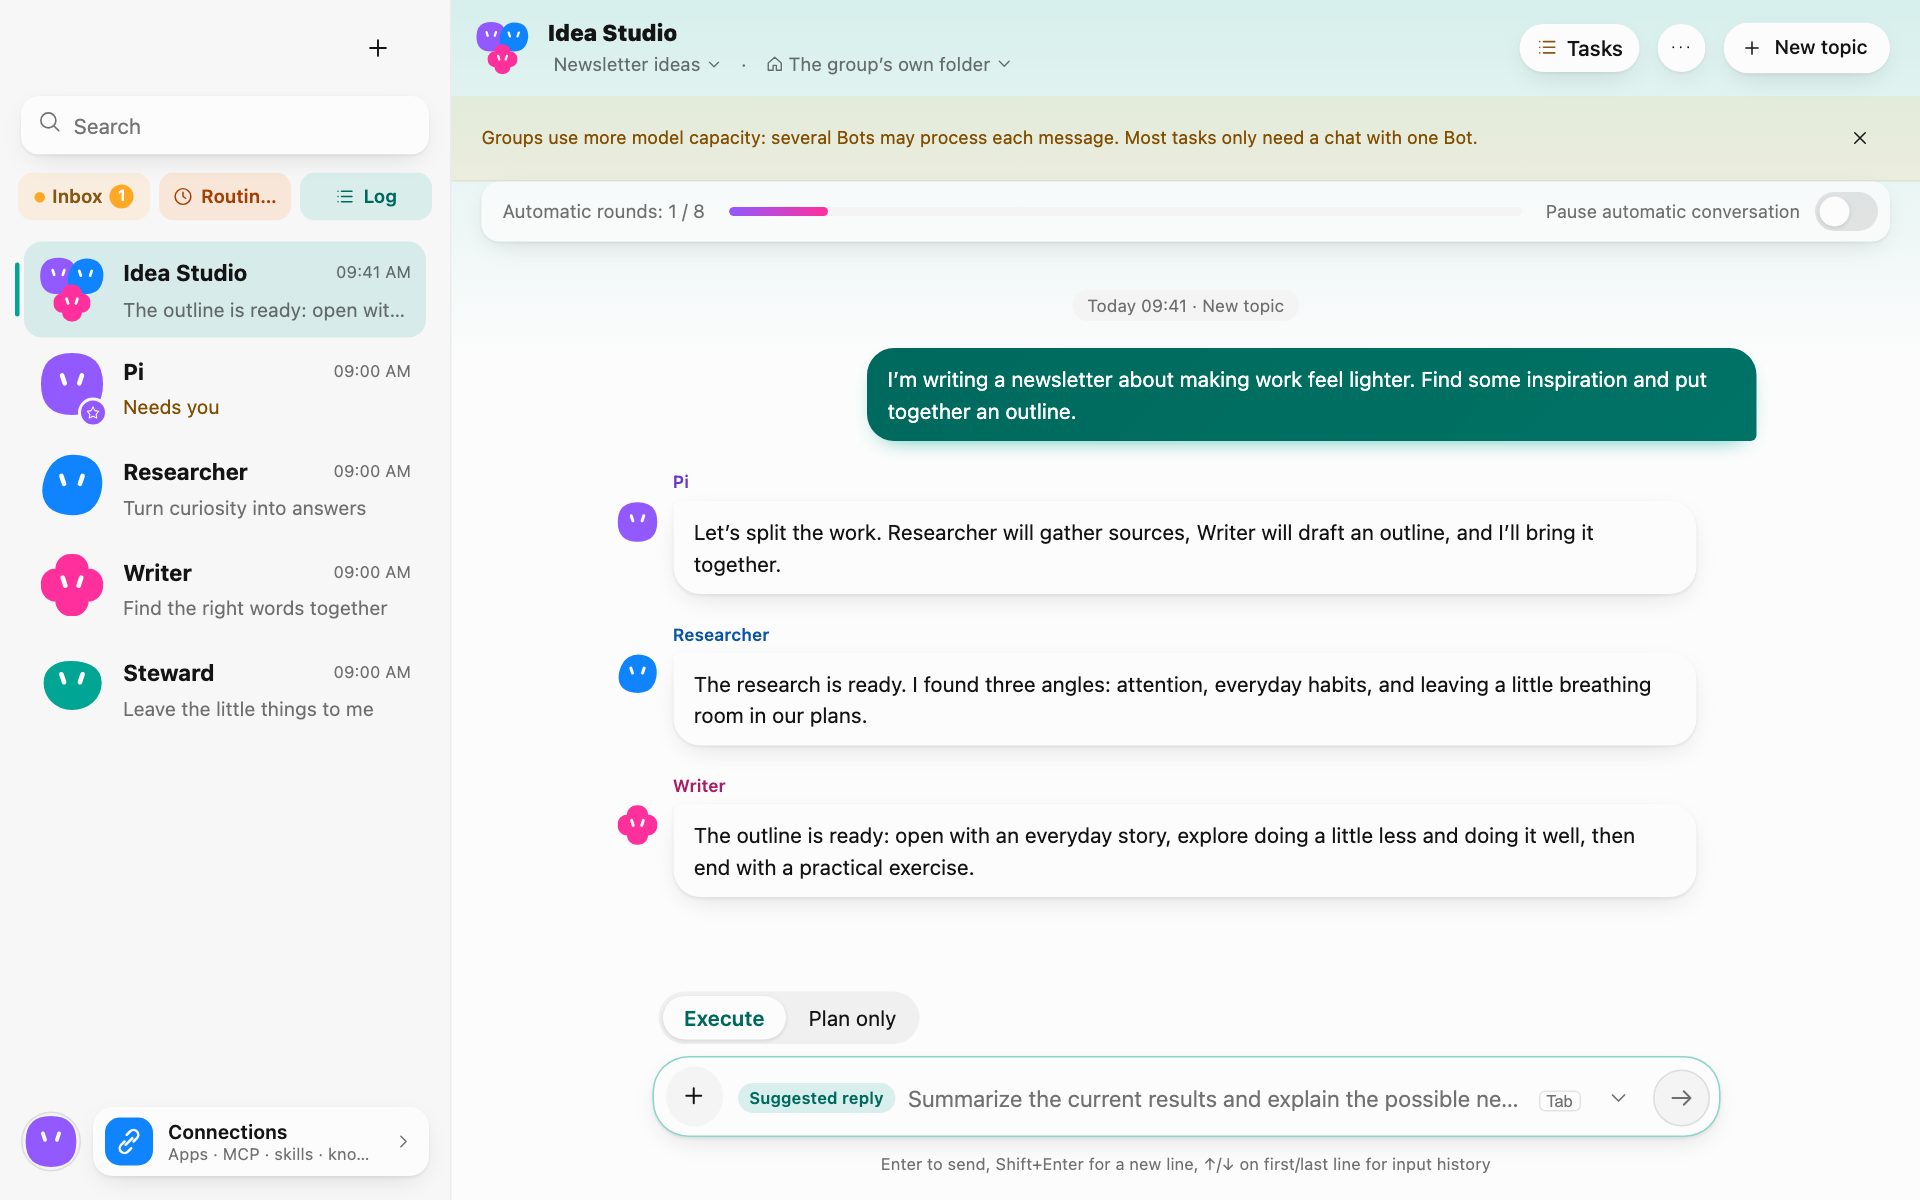 Search
Inbox 1
Routin...
Log
Idea Studio 09:41 AM
The outline is ready: open wit...
Pi 09:00 AM
Needs you
Researcher 09:00 AM
Turn curiosity into answers
Writer 09:00 AM
Find the right words together
Steward 09:00 AM
Leave the little things to me
Connections
Apps · MCP · skills · kno...
Idea Studio
Newsletter ideas · The group’s own folder
Tasks
...
New topic
Groups use more model capacity: several Bots may process each message. Most tasks only need a chat with one Bot.
Automatic rounds: 1 / 8
Pause automatic conversation
Today 09:41 · New topic
I’m writing a newsletter about making work feel lighter. Find some inspiration and put
together an outline.
Pi
Let’s split the work. Researcher will gather sources, Writer will draft an outline, and I’ll bring it
together.
Researcher
The research is ready. I found three angles: attention, everyday habits, and leaving a little breathing
room in our plans.
Writer
The outline is ready: open with an everyday story, explore doing a little less and doing it well, then
end with a practical exercise.
Execute
Plan only
Suggested reply Summarize the current results and explain the possible ne... Tab
Enter to send, Shift+Enter for a new line, ↑/↓ on first/last line for input history